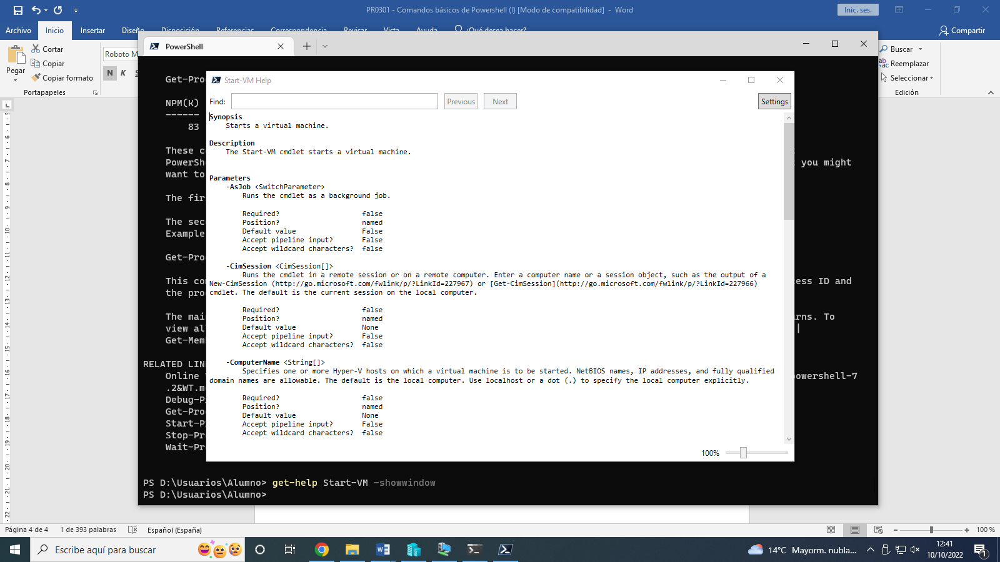 PR0301 - Comandos básicos de Powershell (I) [Modo de compatibilidad] - Word
Inic. ses.
Archivo Inicio Insertar Diseño Disposición Referencias Correspondencia Revisar Vista Ayuda ¿Qué desea hacer? Compartir
Pegar
Cortar
Copiar
Copiar formato
Portapapeles
Roboto M
N K S
Buscar
Reemplazar
Seleccionar
Edición
PowerShell
Start-VM Help
Find: Previous Next Settings
Synopsis
Starts a virtual machine.
Description
The Start-VM cmdlet starts a virtual machine.
Parameters
-AsJob <SwitchParameter>
Runs the cmdlet as a background job.
Required? false
Position? named
Default value False
Accept pipeline input? False
Accept wildcard characters? false
-CimSession <CimSession[]>
Runs the cmdlet in a remote session or on a remote computer. Enter a computer name or a session object, such as the output of a
New-CimSession (http://go.microsoft.com/fwlink/p/?LinkId=227967) or [Get-CimSession](http://go.microsoft.com/fwlink/p/?LinkId=227966)
cmdlet. The default is the current session on the local computer.
Required? false
Position? named
Default value None
Accept pipeline input? False
Accept wildcard characters? false
-ComputerName <String[]>
Specifies one or more Hyper-V hosts on which a virtual machine is to be started. NetBIOS names, IP addresses, and fully qualified
domain names are allowable. The default is the local computer. Use localhost or a dot (.) to specify the local computer explicitly.
Required? false
Position? named
Default value None
Accept pipeline input? False
Accept wildcard characters? false
100%
Get-Pro
NPM(K)
------
83
These c
PowerSh you might
want to
The fir
The sec
Example
Get-Pro
This co ess ID and
the pro
The mai rns. To
view al |
Get-Mem
RELATED LIN
Online owershell-7
.2&WT.m
Debug-P
Get-Pro
Start-P
Stop-Pr
Wait-Pr
PS D:\Usuarios\Alumno> get-help Start-VM -showwindow
PS D:\Usuarios\Alumno>
Página 4 de 4 1 de 393 palabras Español (España) 100 %
Escribe aquí para buscar
14°C Mayorm. nubla...
12:41
10/10/2022
1